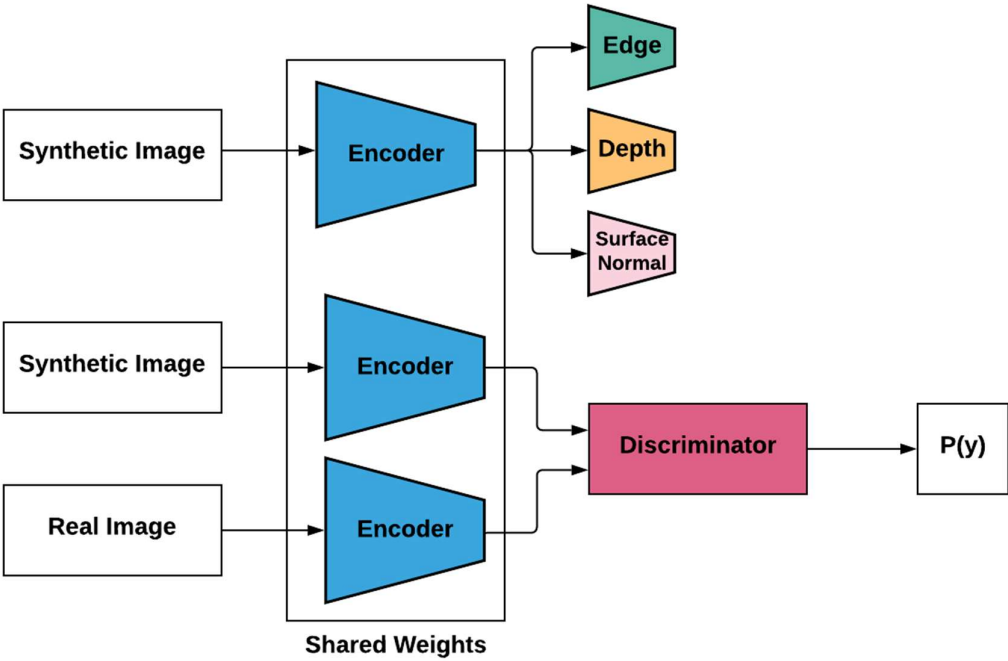 Edge
Synthetic Image
Encoder
Depth
Surface
Normal
Synthetic Image
Encoder
Discriminator
P(y)
Real Image
Encoder
Shared Weights